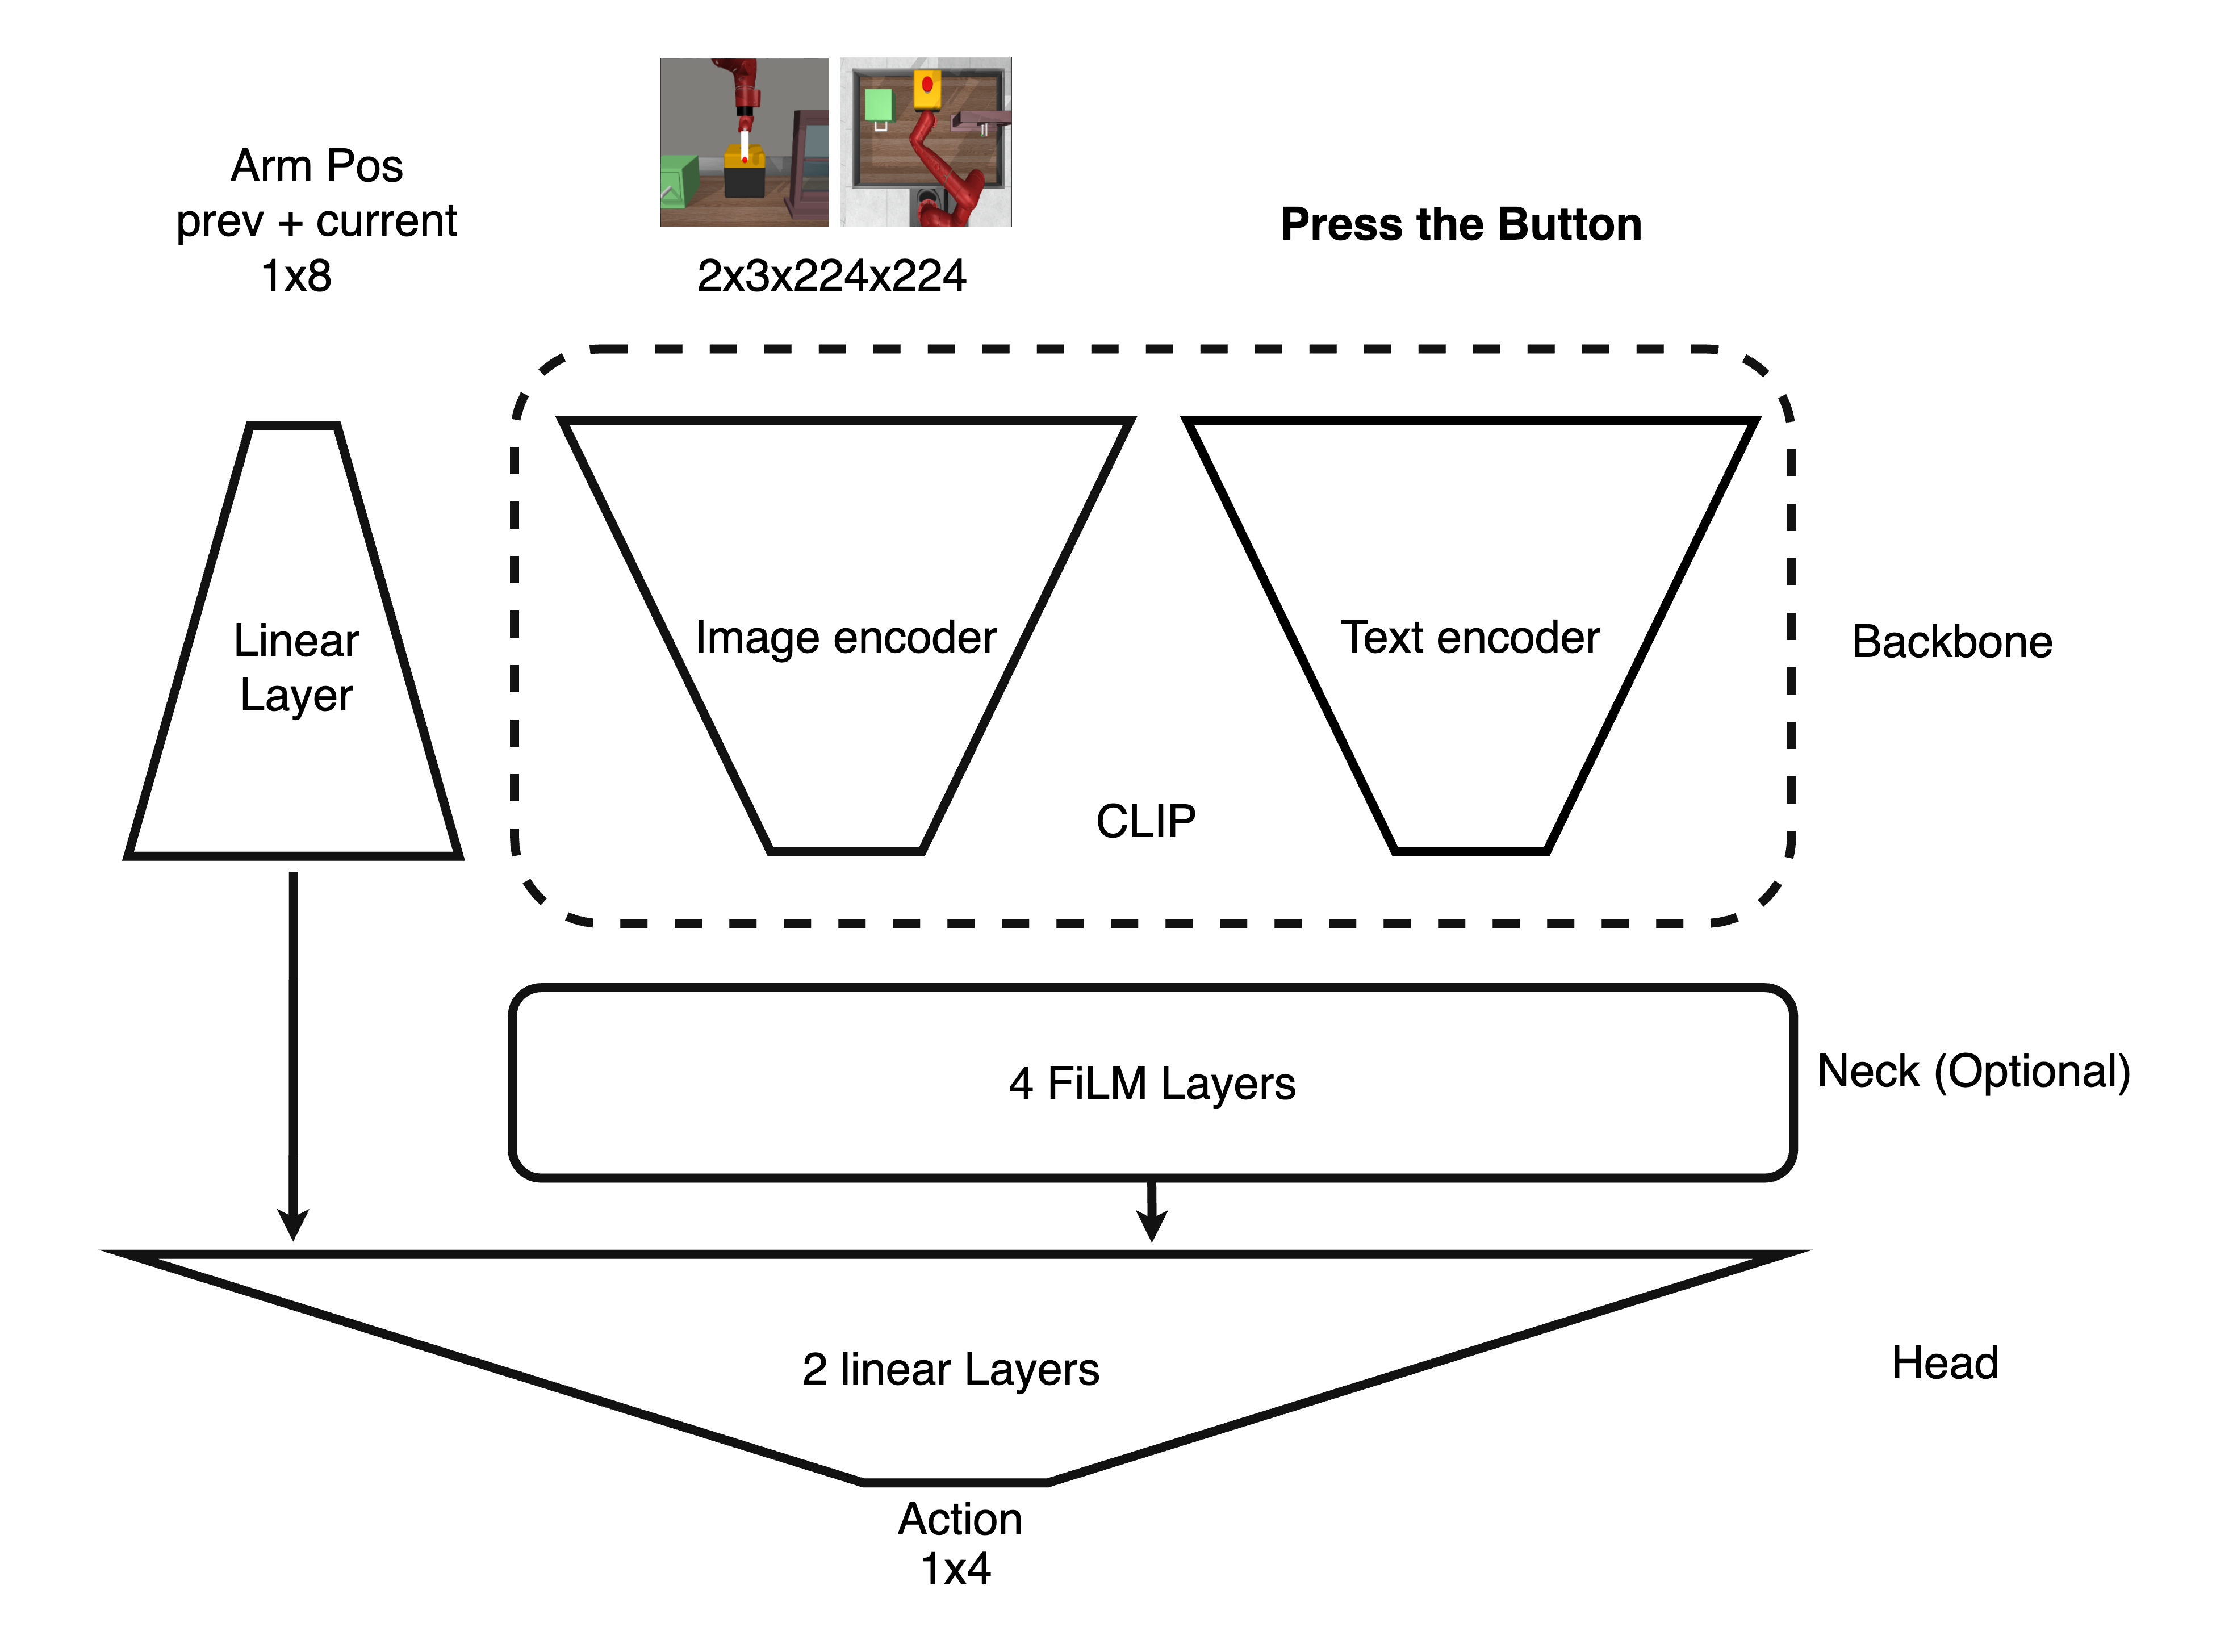 Arm Pos
prev + current
1x8
2x3x224x224
Press the Button
Linear
Layer
Image encoder
Text encoder
CLIP
Backbone
4 FiLM Layers
Neck (Optional)
2 linear Layers
Head
Action
1x4